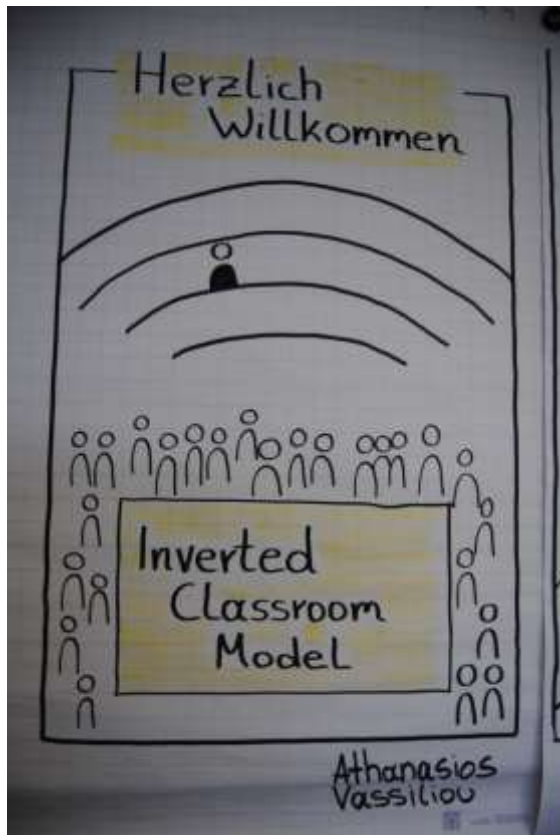 Herzlich
Willkommen
Inverted
Classroom
Model
Athanasios
Vassiliou